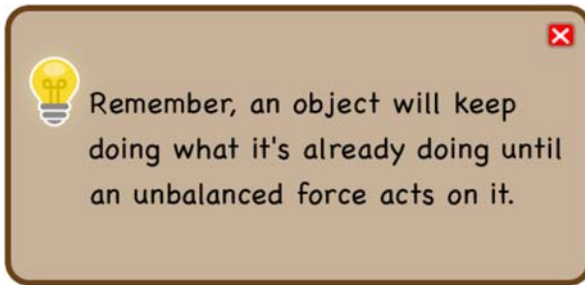 Remember, an object will keep
doing what it's already doing until
an unbalanced force acts on it.